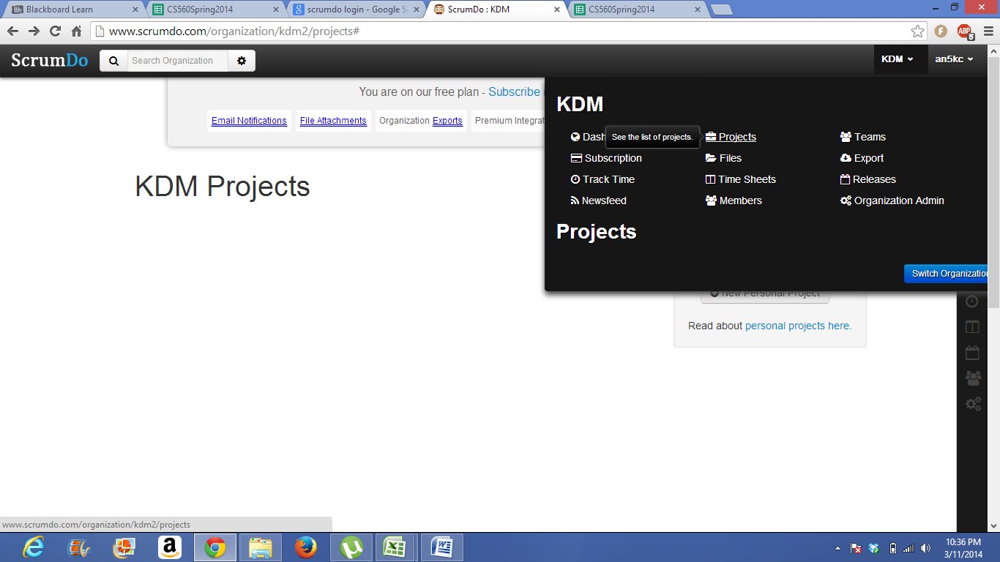 Blackboard Learn
CS560Spring2014
scrumdo login - Google S
ScrumDo : KDM
CS560Spring2014
www.scrumdo.com/organization/kdm2/projects#
ABP
5
ScrumDo
Search Organization
KDM
an5kc
You are on our free plan - Subscribe
Email Notifications
File Attachments
Organization Exports
Premium Integrat
KDM
Dash
See the list of projects.
Projects
Teams
Subscription
Files
Export
Track Time
Time Sheets
Releases
Newsfeed
Members
Organization Admin
KDM Projects
Projects
Switch Organization
New Personal Project
Read about personal projects here.
www.scrumdo.com/organization/kdm2/projects
10:36 PM
3/11/2014